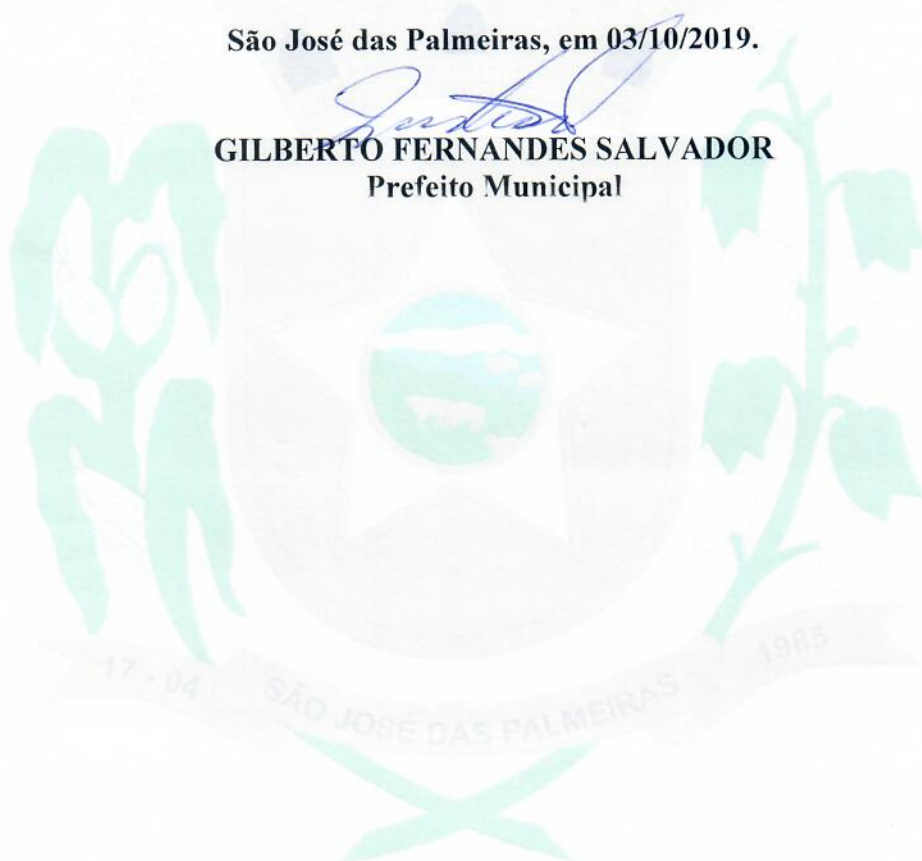 São José das Palmeiras, em 03/10/2019.
GILBERTO FERNANDES SALVADOR
Prefeito Municipal
17 - 04 SÃO JOSÉ DAS PALMEIRAS 1985